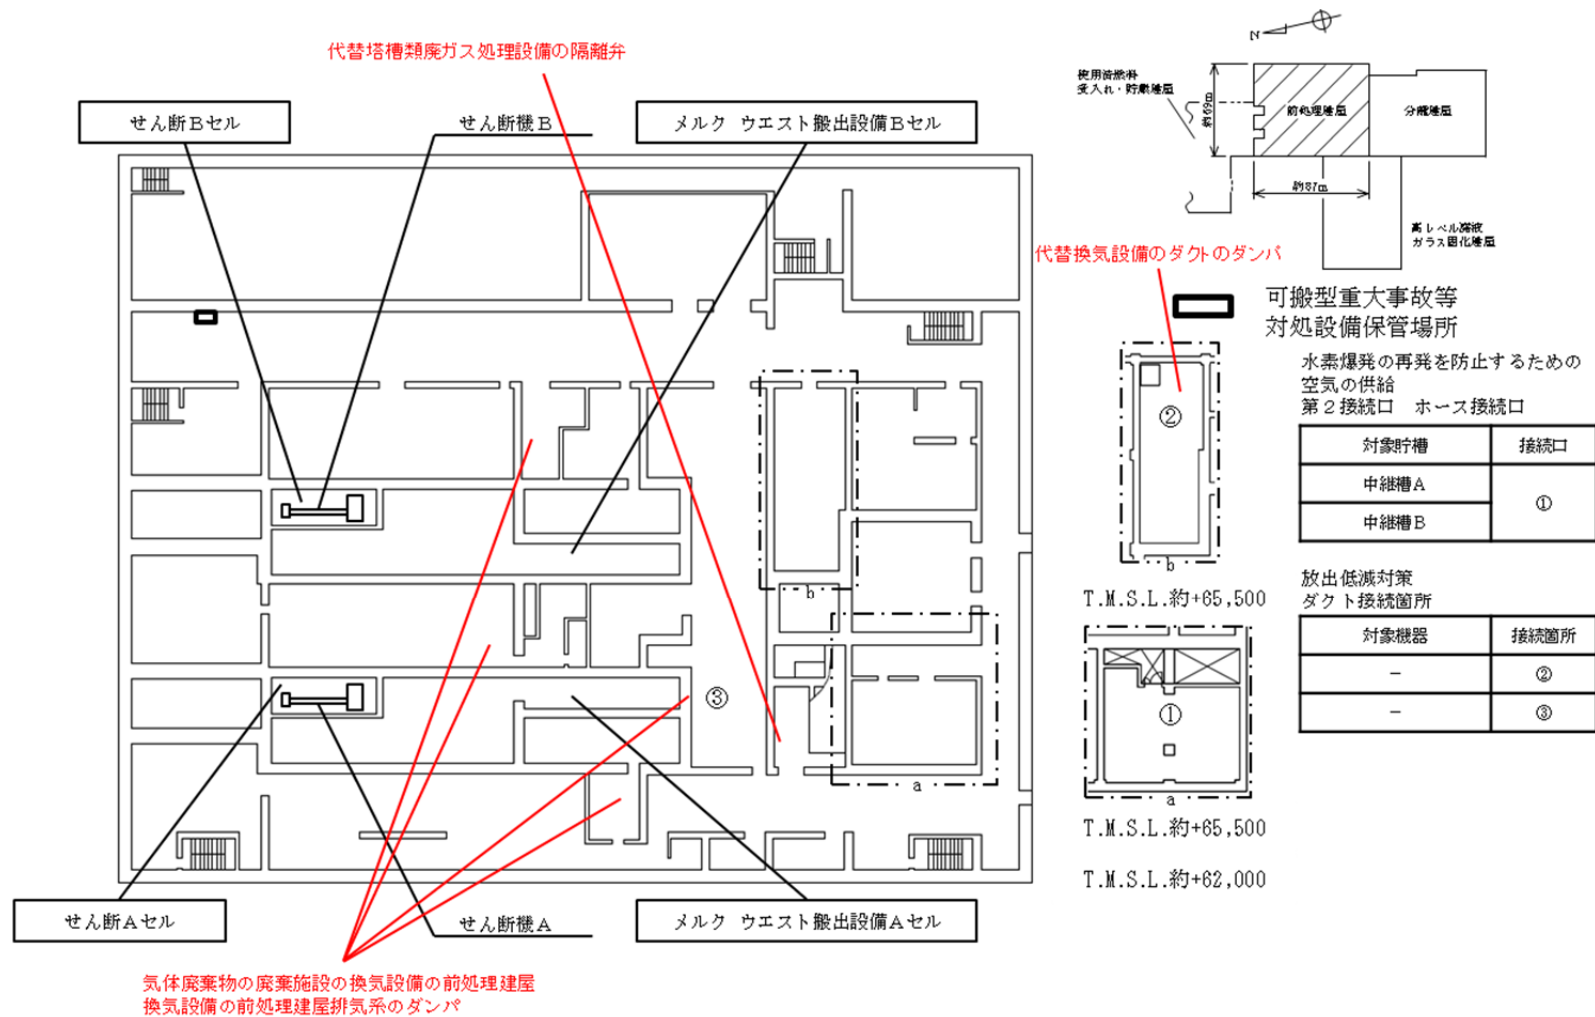 代替塔槽類廃ガス処理設備の隔離弁
せん断Bセル
せん断機B
メルク ウエスト搬出設備Bセル
N
使用済燃料
受入れ・貯蔵建屋
約69m
前処理建屋
分離建屋
約87m
高レベル廃液
ガラス固化建屋
代替換気設備のダクトのダンパ
可搬型重大事故等
対処設備保管場所
水素爆発の再発を防止するための
空気の供給
第2接続口 ホース接続口
対象貯槽 接続口
中継槽A ①
中継槽B
②
b
T.M.S.L.約+65,500
放出低減対策
ダクト接続箇所
対象機器 接続箇所
- ②
- ③
①
a
T.M.S.L.約+65,500
T.M.S.L.約+62,000
b
③
a
せん断Aセル
せん断機A
メルク ウエスト搬出設備Aセル
気体廃棄物の廃棄施設の換気設備の前処理建屋
換気設備の前処理建屋排気系のダンパ